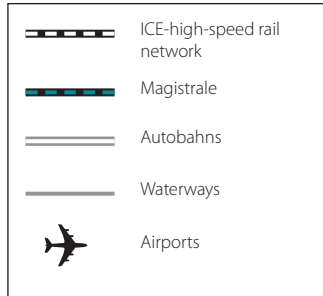 ICE-high-speed rail
network
Magistrale
Autobahns
Waterways
Airports